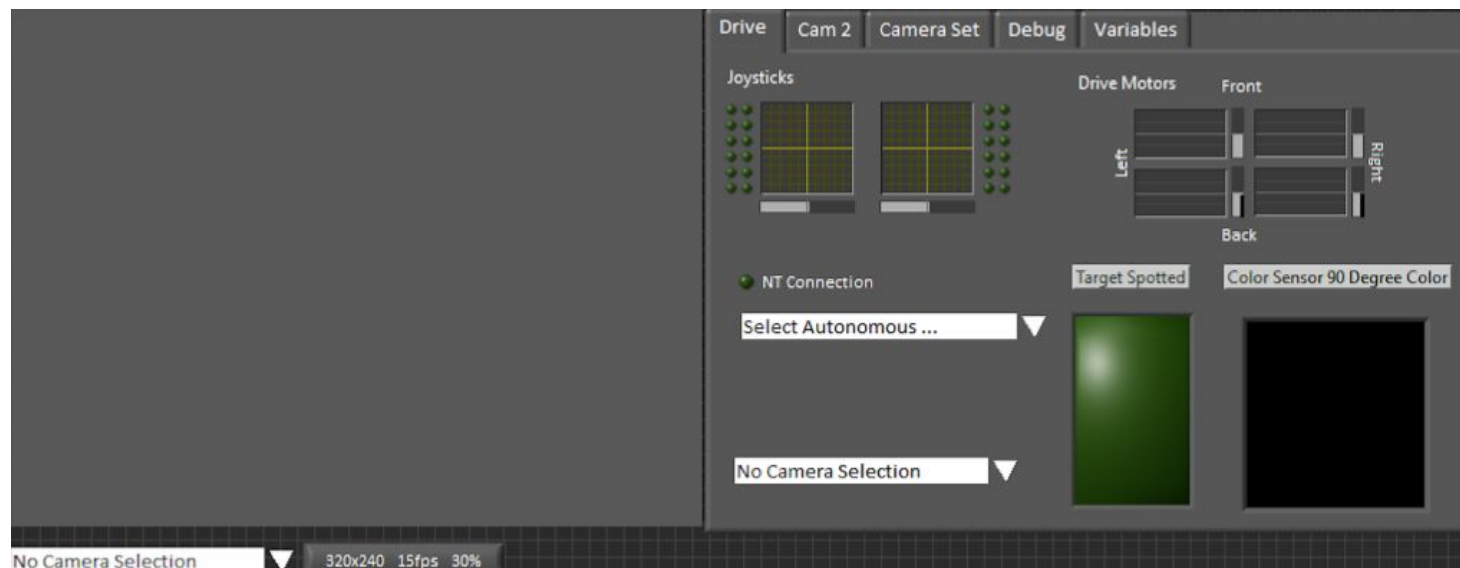 Drive
Cam 2
Camera Set
Debug
Variables
Joysticks
Drive Motors
Front
Left
Right
Back
NT Connection
Target Spotted
Color Sensor 90 Degree Color
Select Autonomous ...
No Camera Selection
No Camera Selection
320x240 15fps 30%